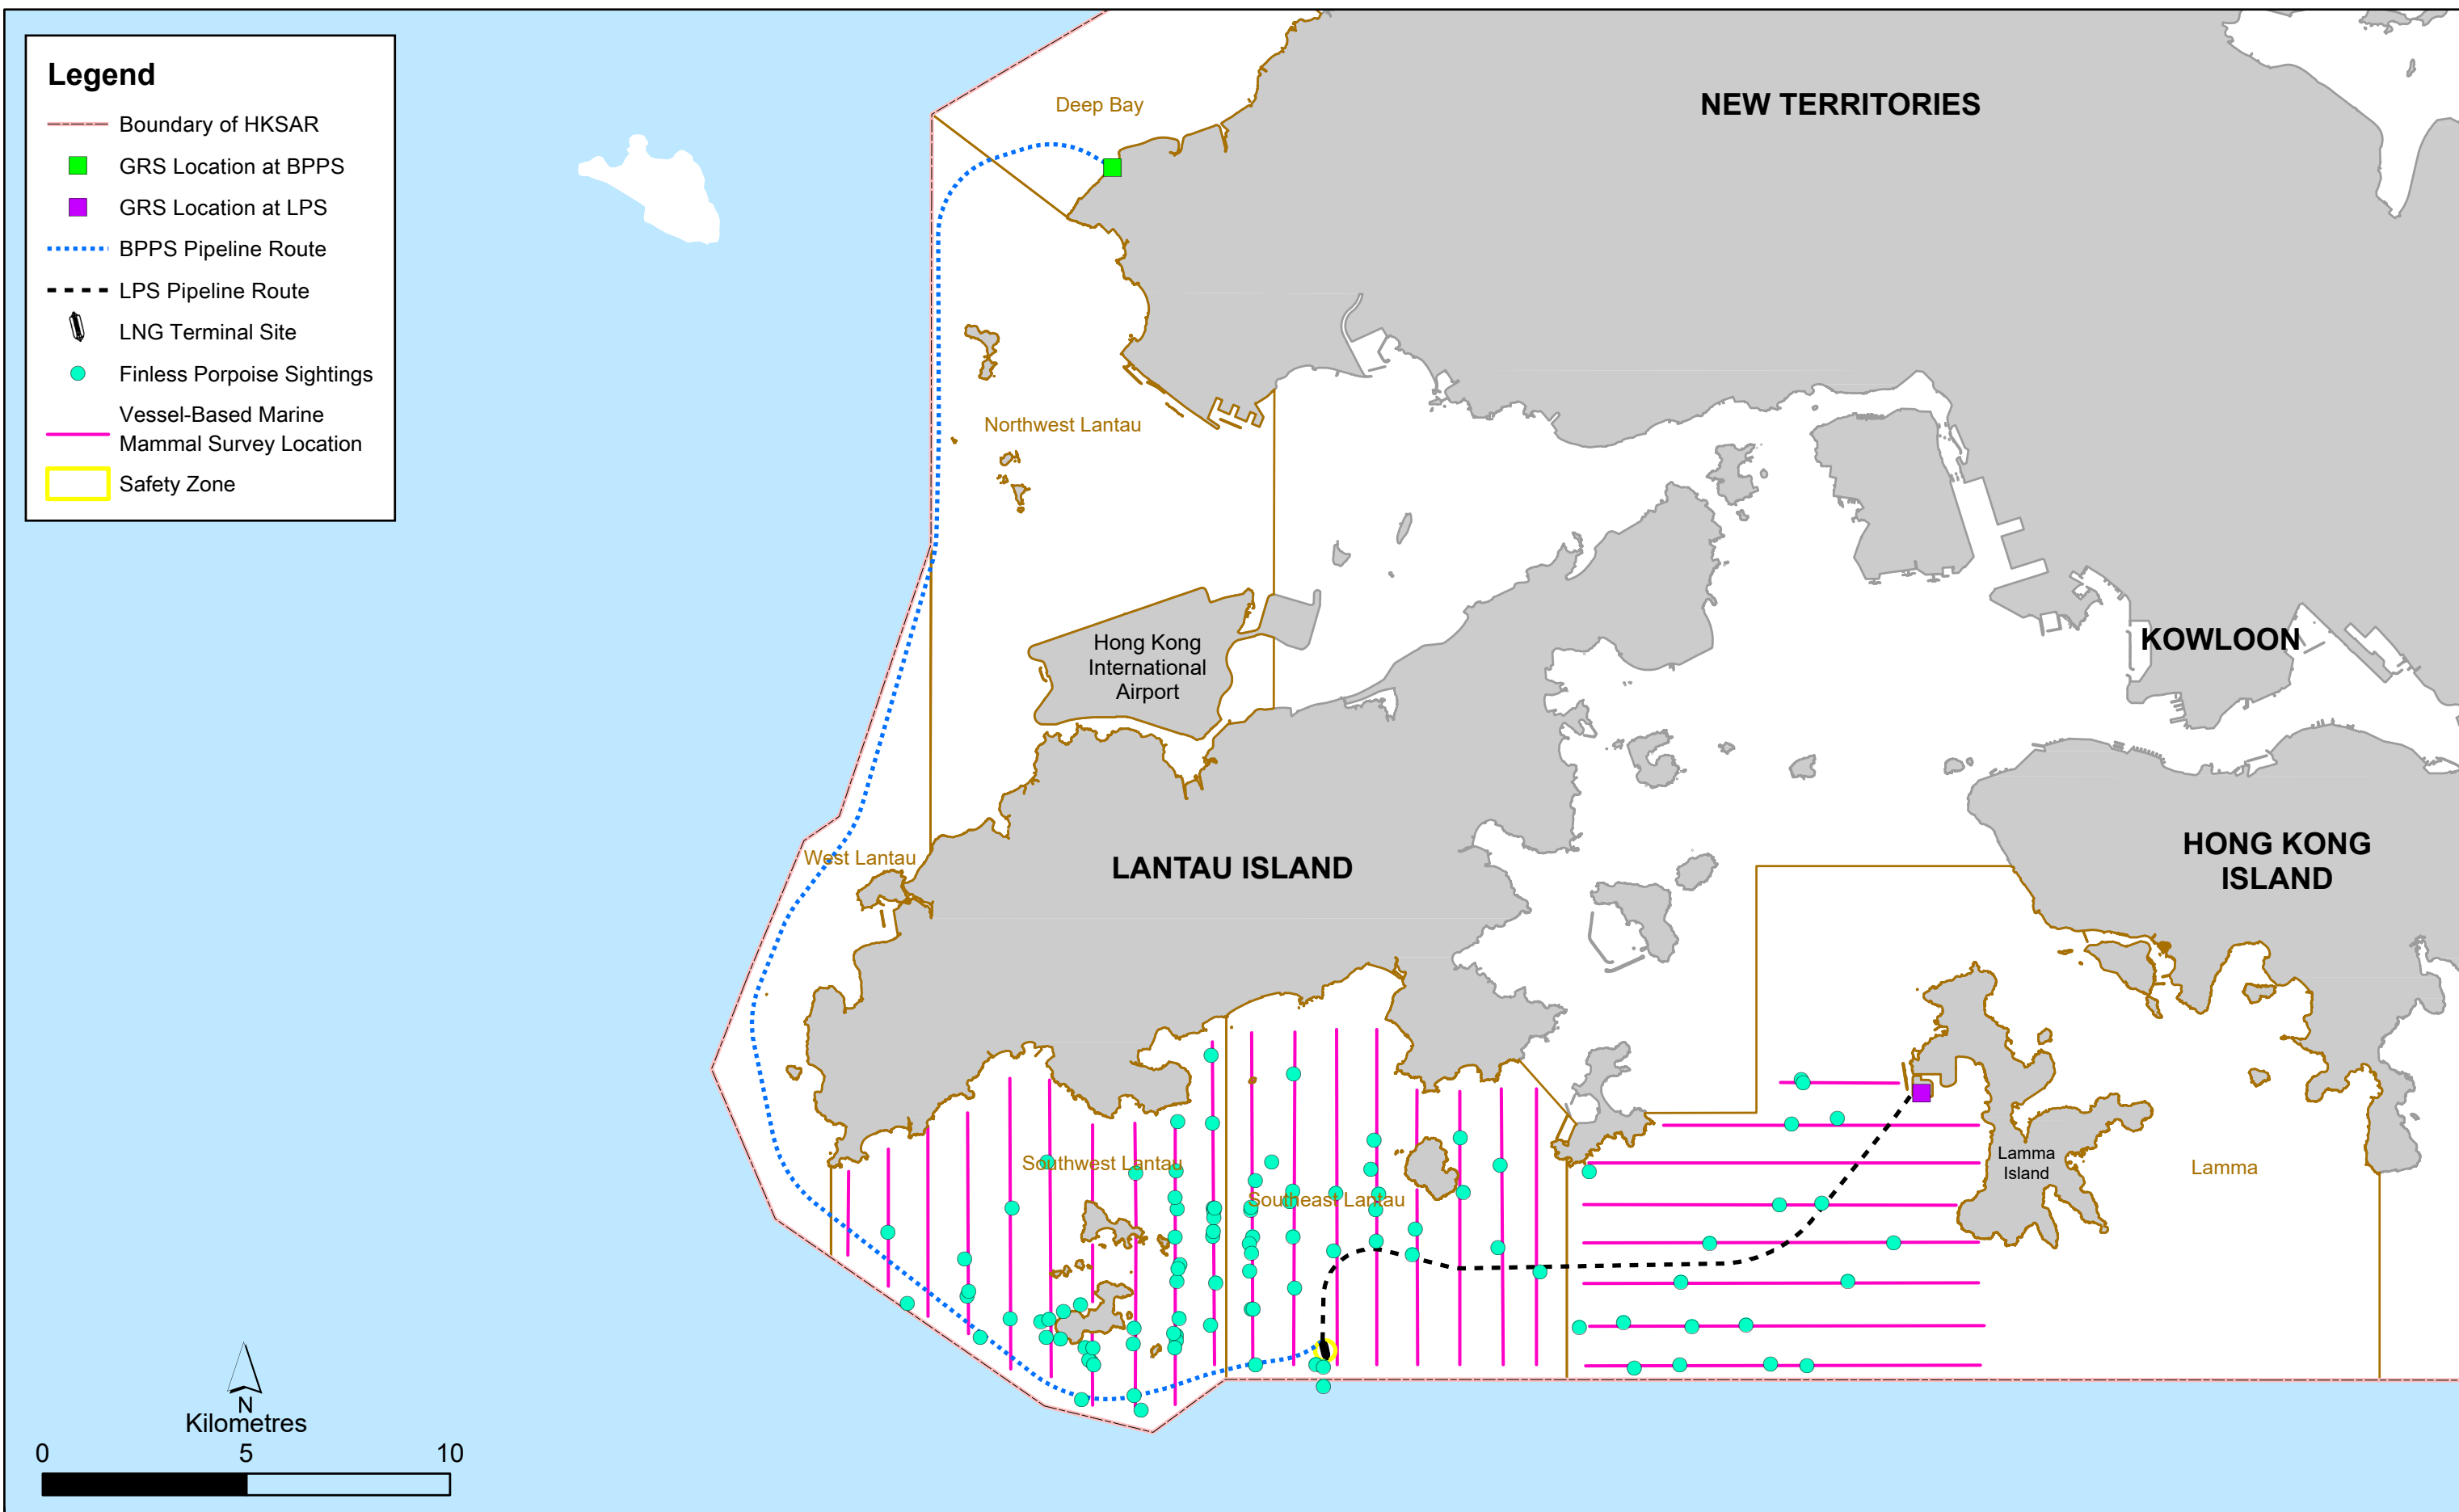 Legend
Boundary of HKSAR
GRS Location at BPPS
GRS Location at LPS
BPPS Pipeline Route
LPS Pipeline Route
LNG Terminal Site
Finless Porpoise Sightings
Vessel-Based Marine
Mammal Survey Location
Safety Zone
Deep Bay
NEW TERRITORIES
Northwest Lantau
Hong Kong
International
Airport
KOWLOON
West Lantau
LANTAU ISLAND
HONG KONG
ISLAND
Southwest Lantau
Southeast Lantau
Lamma
Island
Lamma
N
Kilometres
0 5 10